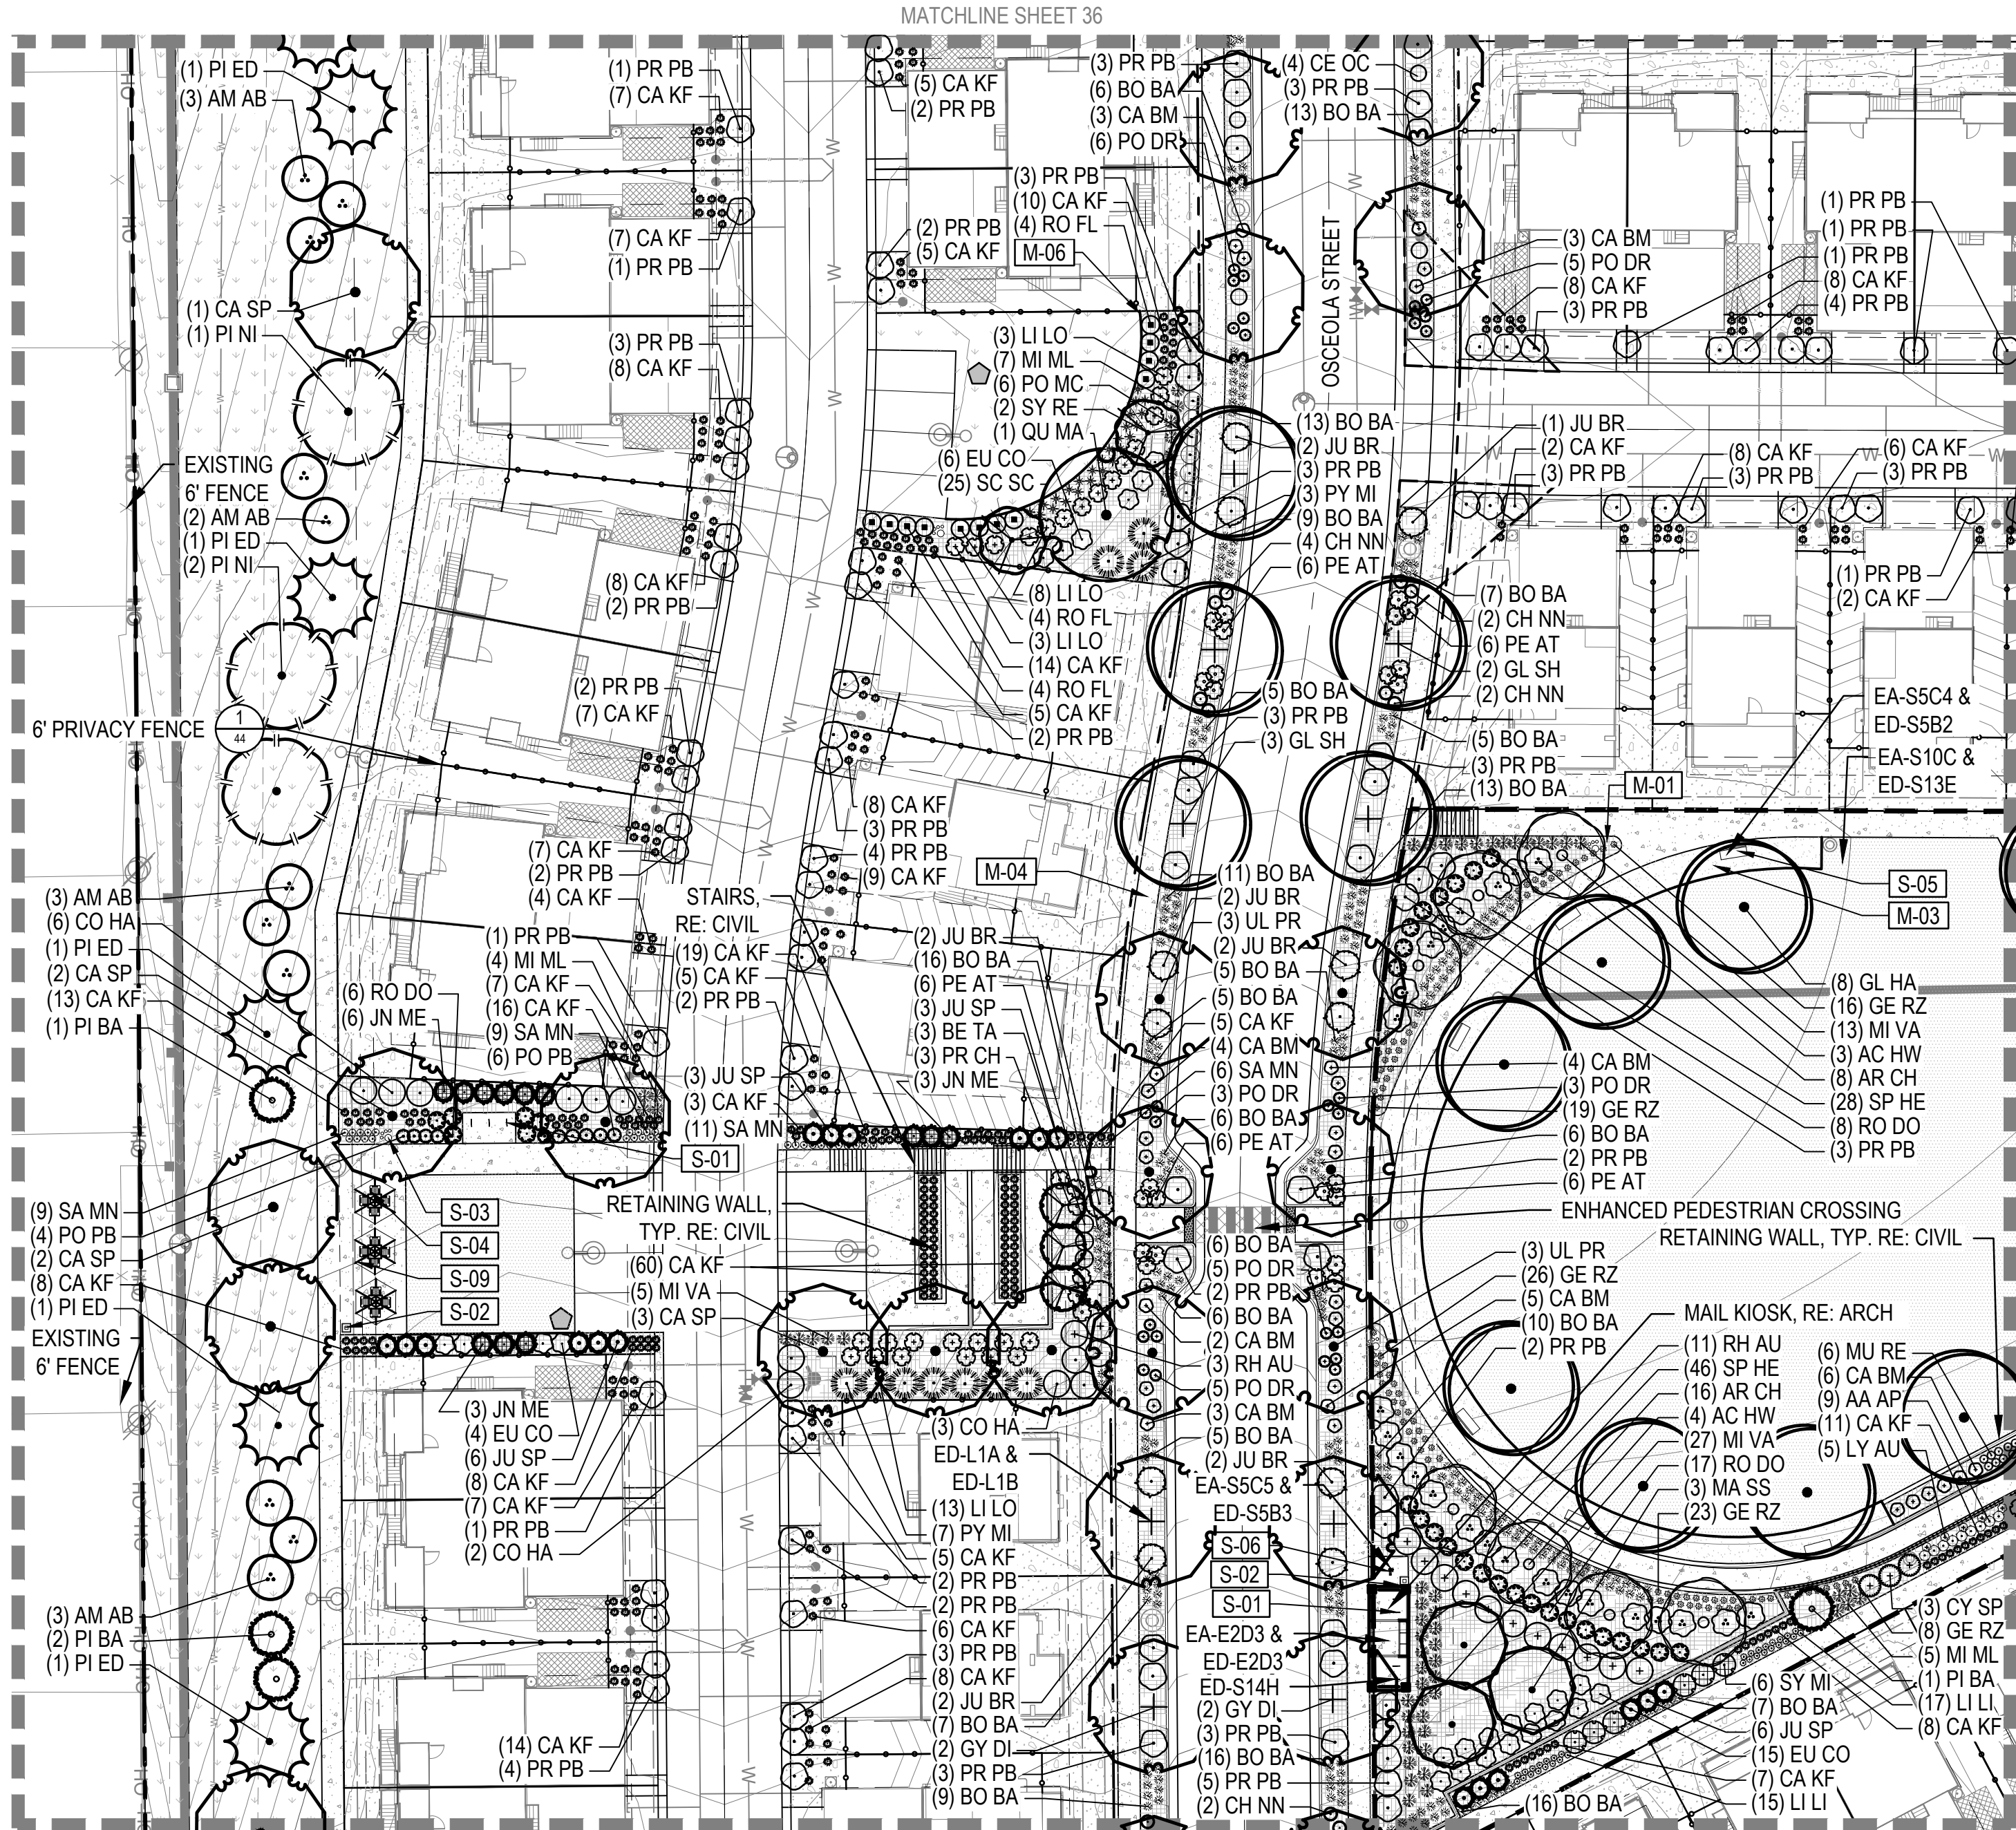 MATCHLINE SHEET 36
(1) PI ED
(3) AM AB
(1) CA SP
(1) PI NI
EXISTING
6' FENCE
(2) AM AB
(1) PI ED
(2) PI NI
6' PRIVACY FENCE
1
44
(3) AM AB
(6) CO HA
(1) PI ED
(2) CA SP
(13) CA KF
(1) PI BA
(9) SA MN
(4) PO PB
(2) CA SP
(8) CA KF
(1) PI ED
EXISTING
6' FENCE
(3) AM AB
(2) PI BA
(1) PI ED
(1) PR PB
(7) CA KF
(7) CA KF
(1) PR PB
(3) PR PB
(8) CA KF
(8) CA KF
(2) PR PB
(2) PR PB
(7) CA KF
(7) CA KF
(2) PR PB
(4) CA KF
(1) PR PB
(4) MI ML
(7) CA KF
(16) CA KF
(9) SA MN
(6) PO PB
(6) RO DO
(6) JN ME
S-03
S-04
S-09
S-02
S-01
(3) JN ME
(4) EU CO
(6) JU SP
(8) CA KF
(7) CA KF
(1) PR PB
(2) CO HA
(14) CA KF
(4) PR PB
(5) CA KF
(2) PR PB
(2) PR PB
(5) CA KF
(3) PR PB
(6) BO BA
(3) CA BM
(6) PO DR
(3) PR PB
(10) CA KF
(4) RO FL
M-06
(3) LI LO
(7) MI ML
(6) PO MC
(2) SY RE
(1) QU MA
(6) EU CO
(25) SC SC
(8) LI LO
(4) RO FL
(3) LI LO
(14) CA KF
(4) RO FL
(5) CA KF
(2) PR PB
(8) CA KF
(3) PR PB
(4) PR PB
(9) CA KF
M-04
STAIRS,
RE: CIVIL
(19) CA KF
(5) CA KF
(2) PR PB
(3) JU SP
(3) CA KF
(11) SA MN
(2) JU BR
(16) BO BA
(6) PE AT
(3) JU SP
(3) BE TA
(3) PR CH
(3) JN ME
RETAINING WALL,
TYP. RE: CIVIL
(60) CA KF
(5) MI VA
(3) CA SP
(3) CO HA
ED-L1A &
ED-L1B
(13) LI LO
(7) PY MI
(5) CA KF
(2) PR PB
(2) PR PB
(6) CA KF
(3) PR PB
(8) CA KF
(2) JU BR
(7) BO BA
(2) GY DI
(3) PR PB
(9) BO BA
(4) CE OC
(3) PR PB
(13) BO BA
OSCEOLA STREET
(13) BO BA
(2) JU BR
(3) PR PB
(3) PY MI
(9) BO BA
(4) CH NN
(6) PE AT
(5) BO BA
(3) PR PB
(3) GL SH
(11) BO BA
(2) JU BR
(3) UL PR
(2) JU BR
(5) BO BA
(5) BO BA
(5) CA KF
(4) CA BM
(6) SA MN
(3) PO DR
(6) BO BA
(6) PE AT
(6) BO BA
(5) PO DR
(2) PR PB
(6) BO BA
(2) CA BM
(3) RH AU
(5) PO DR
(3) CA BM
(5) BO BA
(2) JU BR
EA-S5C5 &
ED-S5B3
S-06
S-02
S-01
EA-E2D3 &
ED-E2D3
ED-S14H
(2) GY DI
(3) PR PB
(16) BO BA
(5) PR PB
(2) CH NN
(3) CA BM
(5) PO DR
(8) CA KF
(3) PR PB
(1) PR PB
(1) PR PB
(1) PR PB
(8) CA KF
(4) PR PB
(1) JU BR
(2) CA KF
(3) PR PB
(8) CA KF
(3) PR PB
(6) CA KF
(3) PR PB
(1) PR PB
(2) CA KF
(7) BO BA
(2) CH NN
(6) PE AT
(2) GL SH
(2) CH NN
(5) BO BA
(3) PR PB
(13) BO BA
M-01
EA-S5C4 &
ED-S5B2
EA-S10C &
ED-S13E
S-05
M-03
(8) GL HA
(16) GE RZ
(13) MI VA
(3) AC HW
(8) AR CH
(28) SP HE
(8) RO DO
(3) PR PB
(4) CA BM
(3) PO DR
(19) GE RZ
(6) BO BA
(2) PR PB
(6) PE AT
ENHANCED PEDESTRIAN CROSSING
RETAINING WALL, TYP. RE: CIVIL
(3) UL PR
(26) GE RZ
(5) CA BM
(10) BO BA
(2) PR PB
MAIL KIOSK, RE: ARCH
(11) RH AU
(46) SP HE
(16) AR CH
(4) AC HW
(27) MI VA
(17) RO DO
(3) MA SS
(23) GE RZ
(6) MU RE
(6) CA BM
(9) AA AP
(11) CA KF
(5) LY AU
(3) CY SP
(8) GE RZ
(5) MI ML
(1) PI BA
(17) LI LI
(8) CA KF
(6) SY MI
(7) BO BA
(6) JU SP
(15) EU CO
(7) CA KF
(15) LI LI
(16) BO BA